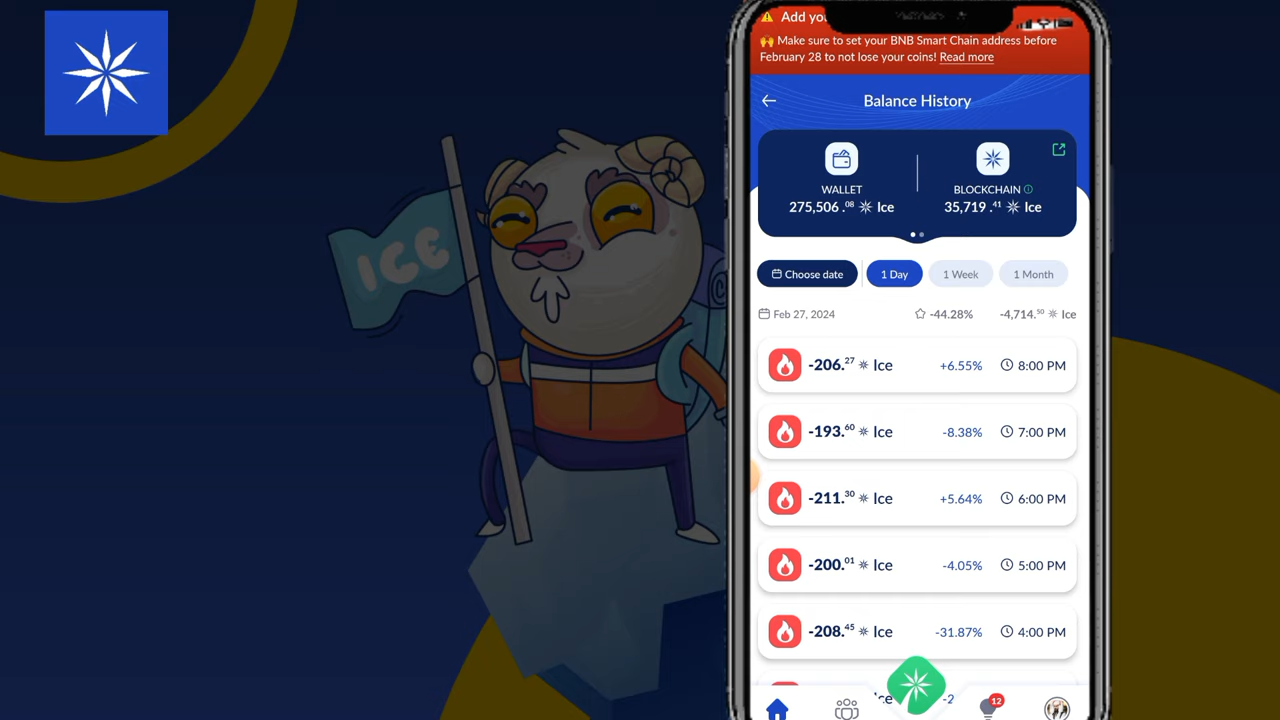 ICE
Add you
🙌 Make sure to set your BNB Smart Chain address before
February 28 to not lose your coins! Read more
Balance History
WALLET
275,506.08 Ice
BLOCKCHAIN
35,719.41 Ice
Choose date
1 Day
1 Week
1 Month
Feb 27, 2024
-44.28%
-4,714.50 Ice
-206.27 Ice +6.55% 8:00 PM
-193.60 Ice -8.38% 7:00 PM
-211.30 Ice +5.64% 6:00 PM
-200.01 Ice -4.05% 5:00 PM
-208.45 Ice -31.87% 4:00 PM
12